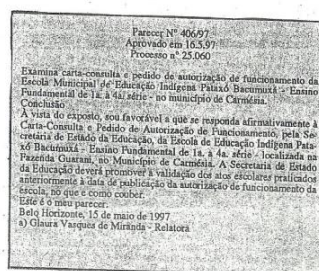 Parecer Nº 406/97
Aprovado em 16.5.97
Processo nº 25.060
Examina carta-consulta e pedido de autorização de funcionamento da
Escola Municipal de Educação Indígena Pataxó Bacumuxá - Ensino
Fundamental de 1a. à 4a. série - no município de Carmésia.
Conclusão
À vista do exposto, sou favorável a que se responda afirmativamente à
Carta-Consulta e Pedido de Autorização de Funcionamento, pela Se-
cretaria de Estado da Educação, da Escola de Educação Indígena Pata-
xó Bacumuxá - Ensino Fundamental de 1a. à 4a. série - localizada na
Fazenda Guarani, no Município de Carmésia. A Secretaria de Estado
da Educação deverá promover a validação dos atos escolares praticados
anteriormente à data de publicação da autorização de funcionamento da
escola, no que e como couber.
Este é o meu parecer.
Belo Horizonte, 15 de maio de 1997
a) Glaura Vasques de Miranda - Relatora